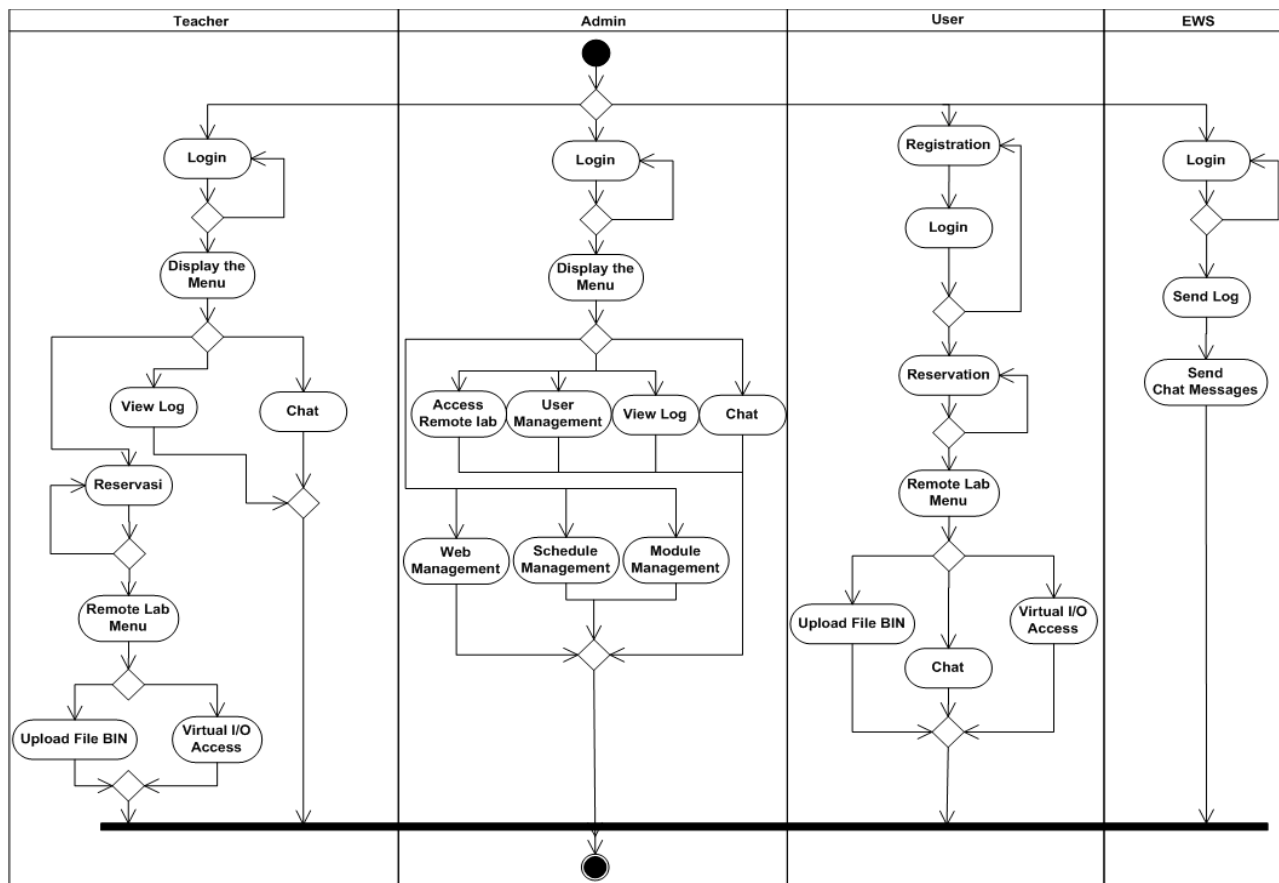 Teacher
Admin
User
EWS
Login
Display the
Menu
View Log
Chat
Reservasi
Remote Lab
Menu
Upload File BIN
Virtual I/O
Access
Login
Display the
Menu
Access
Remote lab
User
Management
View Log
Chat
Web
Management
Schedule
Management
Module
Management
Registration
Login
Reservation
Remote Lab
Menu
Upload File BIN
Chat
Virtual I/O
Access
Login
Send Log
Send
Chat Messages